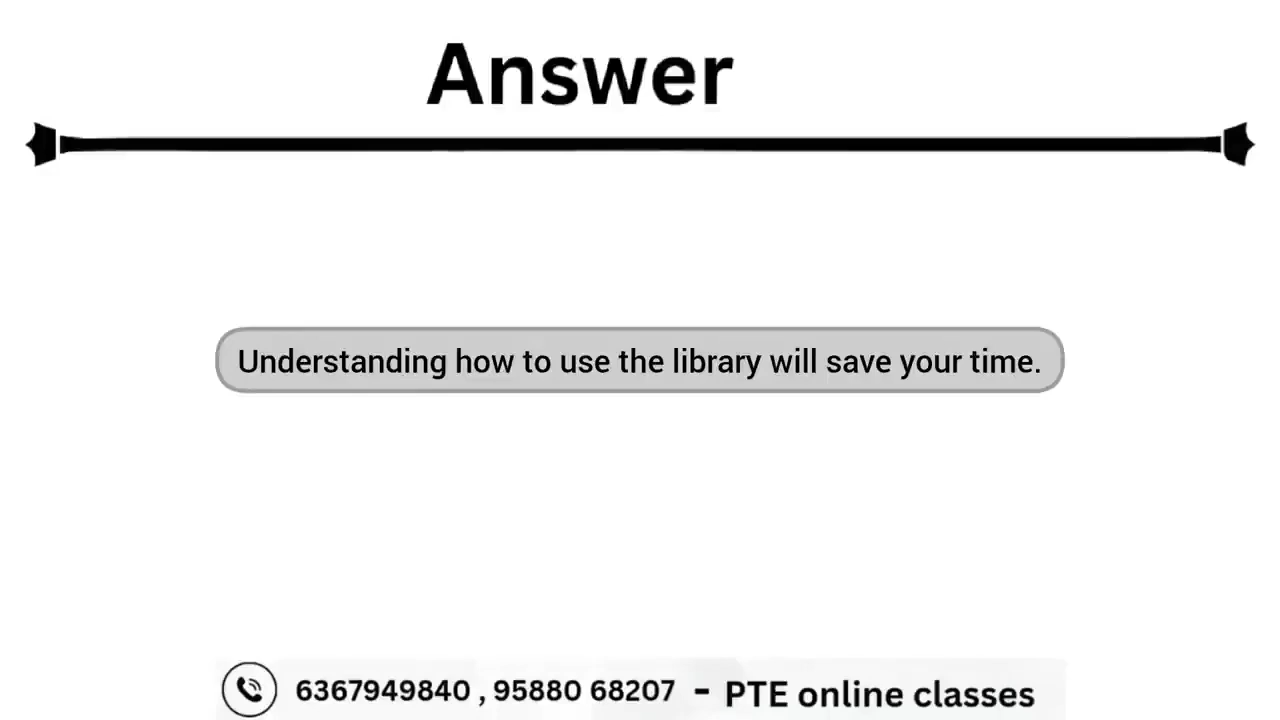 Answer
Understanding how to use the library will save your time.
6367949840 , 95880 68207 - PTE online classes